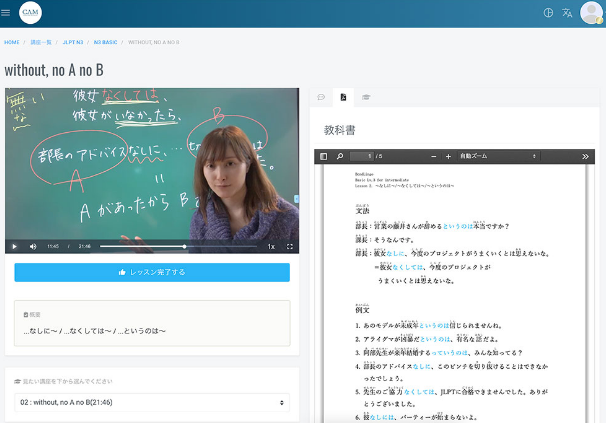 CAM
HOME / 講座一覧 / JLPT N3 / N3 BASIC / WITHOUT, NO A NO B
without, no A no B
無い
な
彼女なくしては、
彼女がいなかったら、
B
部長のアドバイスなしに、…
は
た。
A
Aがあったから B
11:45 / 21:46
1x
レッスン完了する
概要
...なしに〜 / ...なくしては〜 / ...というのは〜
見たい講座を下から選んでください
02 : without, no A no B(21:46)
教科書
1 / 5
自動ズーム
Lesson 2. 〜なしに/〜なくしては/〜というのは〜
文法
部長：営業の藤井さんが辞めるというのは本当ですか？
課長：そうなんです。
部長：彼女なしに、今度のプロジェクトがうまくいくとは思えないな。
＝彼女なくしては、今度のプロジェクトが
うまくいくとは思えないな。
例文
1. あのモデルが未成年というのは信じられませんね。
2. アライグマが凶暴だというのは、有名な話だよ。
3. 阿部先生が来年結婚するっていうのは、みんな知ってる？
4. 部長のアドバイスなしに、このピンチを切り抜けることはできなか
ったでしょう。
5. 先生のご協力なくしては、JLPTに合格できませんでした。ありが
とうございました。
6. 彼なしには、パーティーが始まらないよ。